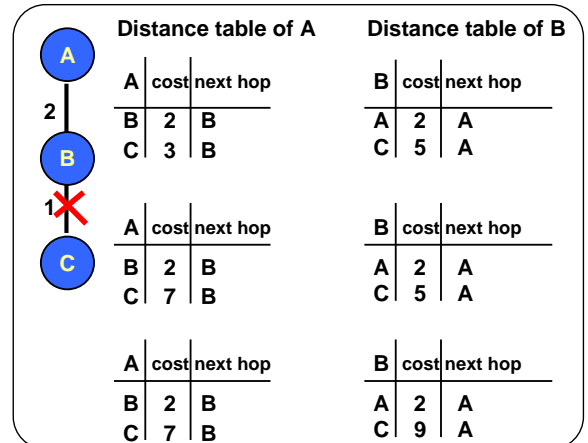 Distance table of A Distance table of B
A
2
B
1
C
A cost next hop
B 2 B
C 3 B
B cost next hop
A 2 A
C 5 A
A cost next hop
B 2 B
C 7 B
B cost next hop
A 2 A
C 5 A
A cost next hop
B 2 B
C 7 B
B cost next hop
A 2 A
C 9 A